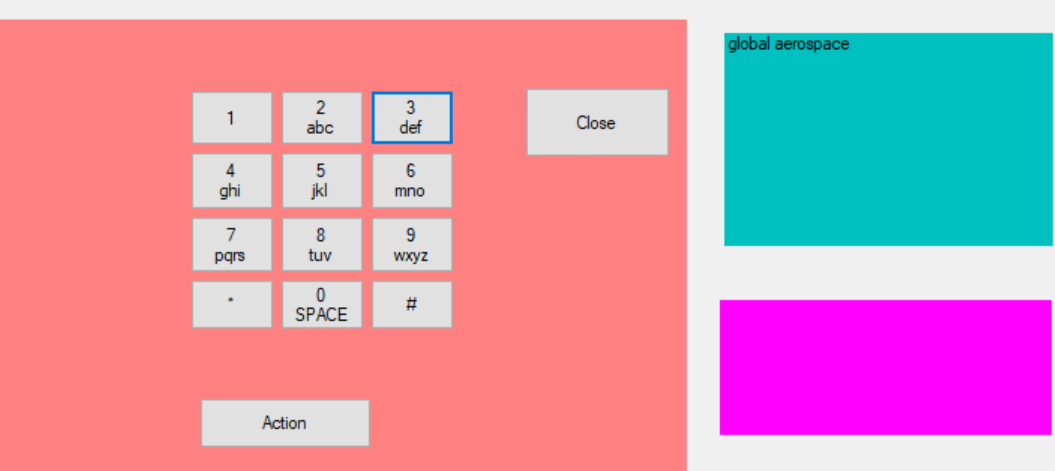 global aerospace
1
2
abc
3
def
Close
4
ghi
5
jkl
6
mno
7
pqrs
8
tuv
9
wxyz
*
0
SPACE
#
Action